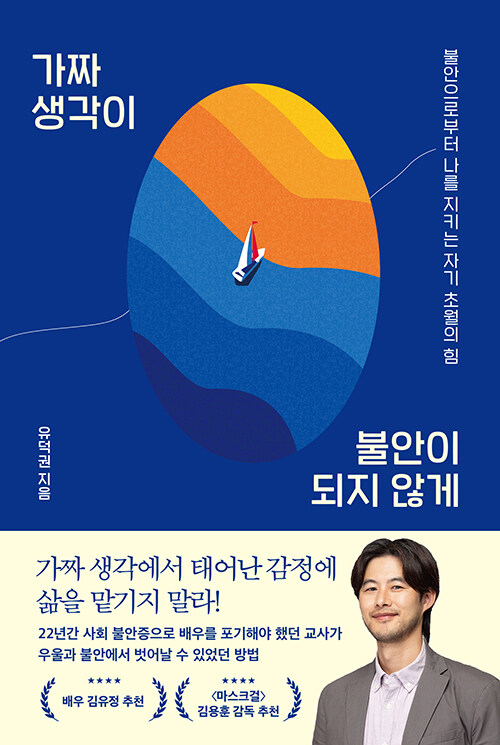 가짜
생각이
불안으로부터 나를 지키는 자기 초월의 힘
유덕권 지음
불안이
되지 않게
가짜 생각에서 태어난 감정에
삶을 맡기지 말라!
22년간 사회 불안증으로 배우를 포기해야 했던 교사가
우울과 불안에서 벗어날 수 있었던 방법
★★★★
배우 김유정 추천
★★★★
〈마스크걸〉
김용훈 감독 추천